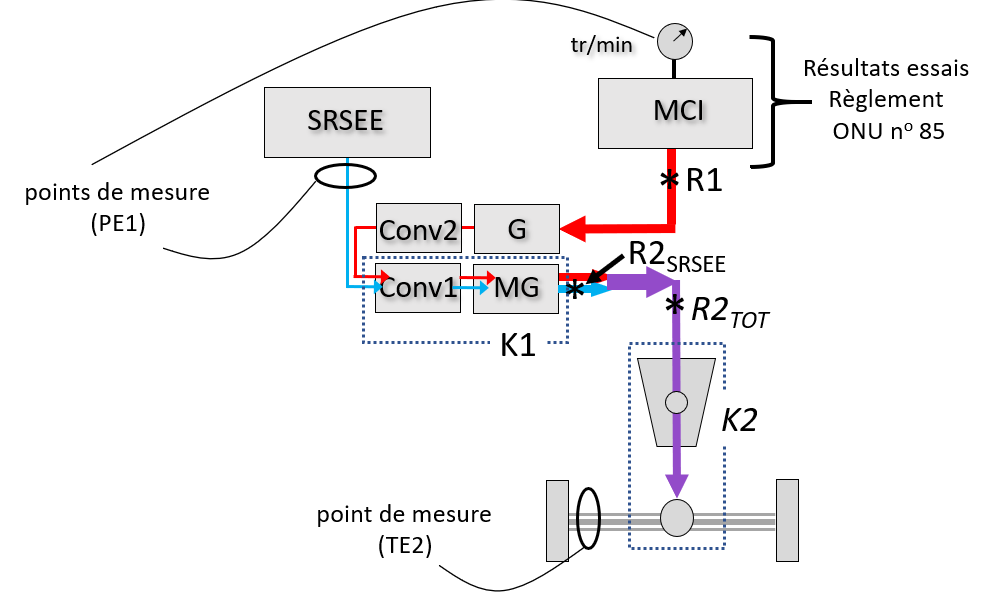 tr/min
Résultats essais
Règlement
ONU nº 85
SRSEE
MCI
points de mesure
(PE1)
* R1
Conv2
G
R2SRSEE
Conv1
MG
*
* R2TOT
K1
K2
point de mesure
(TE2)